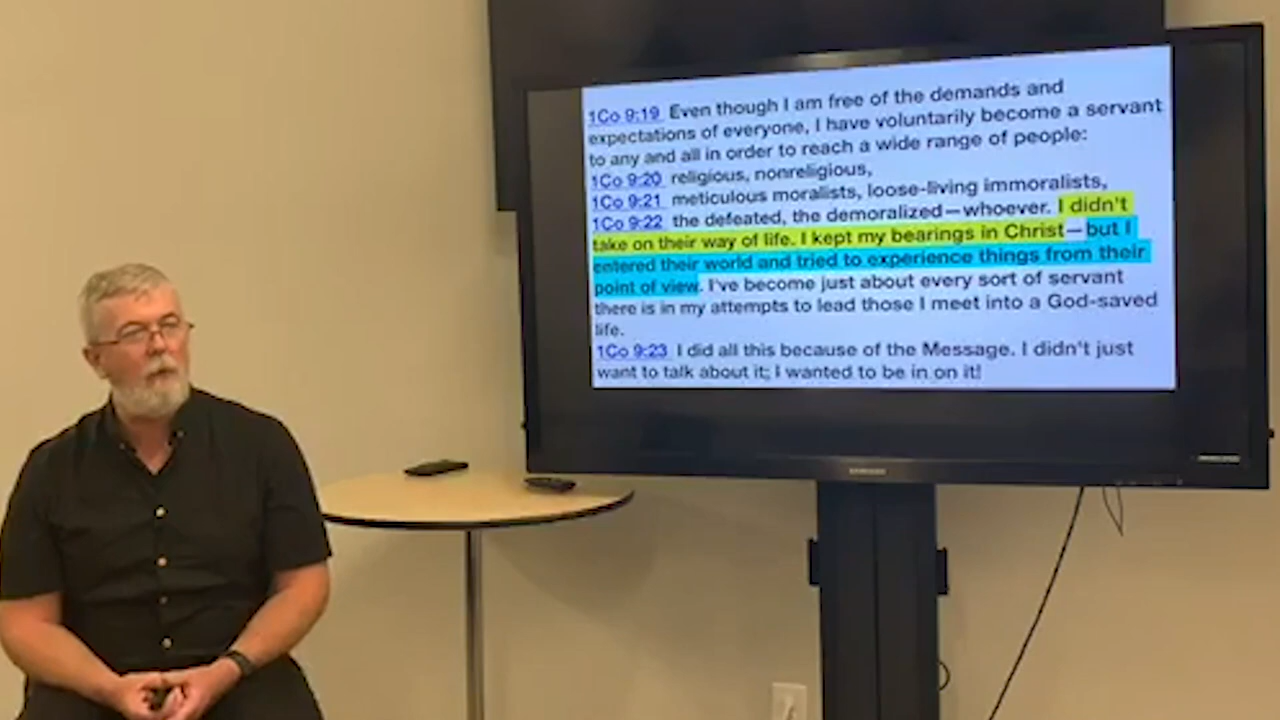 1Co 9:19 Even though I am free of the demands and
expectations of everyone, I have voluntarily become a servant
to any and all in order to reach a wide range of people:
1Co 9:20 religious, nonreligious,
1Co 9:21 meticulous moralists, loose-living immoralists,
1Co 9:22 the defeated, the demoralized—whoever. I didn't
take on their way of life. I kept my bearings in Christ—but I
entered their world and tried to experience things from their
point of view. I've become just about every sort of servant
there is in my attempts to lead those I meet into a God-saved
life.
1Co 9:23 I did all this because of the Message. I didn't just
want to talk about it; I wanted to be in on it!
SAMSUNG